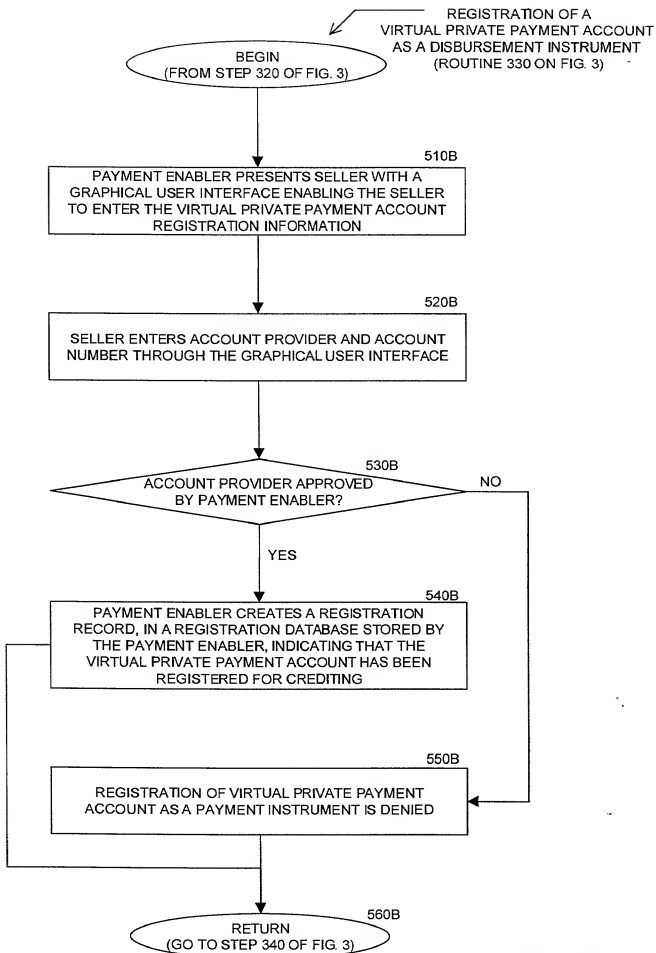 REGISTRATION OF A
VIRTUAL PRIVATE PAYMENT ACCOUNT
AS A DISBURSEMENT INSTRUMENT
(ROUTINE 330 ON FIG. 3)
BEGIN
(FROM STEP 320 OF FIG. 3)
510B
PAYMENT ENABLER PRESENTS SELLER WITH A
GRAPHICAL USER INTERFACE ENABLING THE SELLER
TO ENTER THE VIRTUAL PRIVATE PAYMENT ACCOUNT
REGISTRATION INFORMATION
520B
SELLER ENTERS ACCOUNT PROVIDER AND ACCOUNT
NUMBER THROUGH THE GRAPHICAL USER INTERFACE
530B
ACCOUNT PROVIDER APPROVED
BY PAYMENT ENABLER?
NO
YES
540B
PAYMENT ENABLER CREATES A REGISTRATION
RECORD, IN A REGISTRATION DATABASE STORED BY
THE PAYMENT ENABLER, INDICATING THAT THE
VIRTUAL PRIVATE PAYMENT ACCOUNT HAS BEEN
REGISTERED FOR CREDITING
550B
REGISTRATION OF VIRTUAL PRIVATE PAYMENT
ACCOUNT AS A PAYMENT INSTRUMENT IS DENIED
560B
RETURN
(GO TO STEP 340 OF FIG. 3)